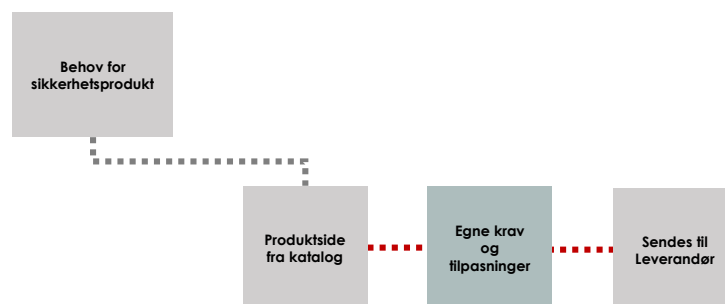 Behov for
sikkerhetsprodukt
Produktside
fra katalog
Egne krav
og
tilpasninger
Sendes til
Leverandør